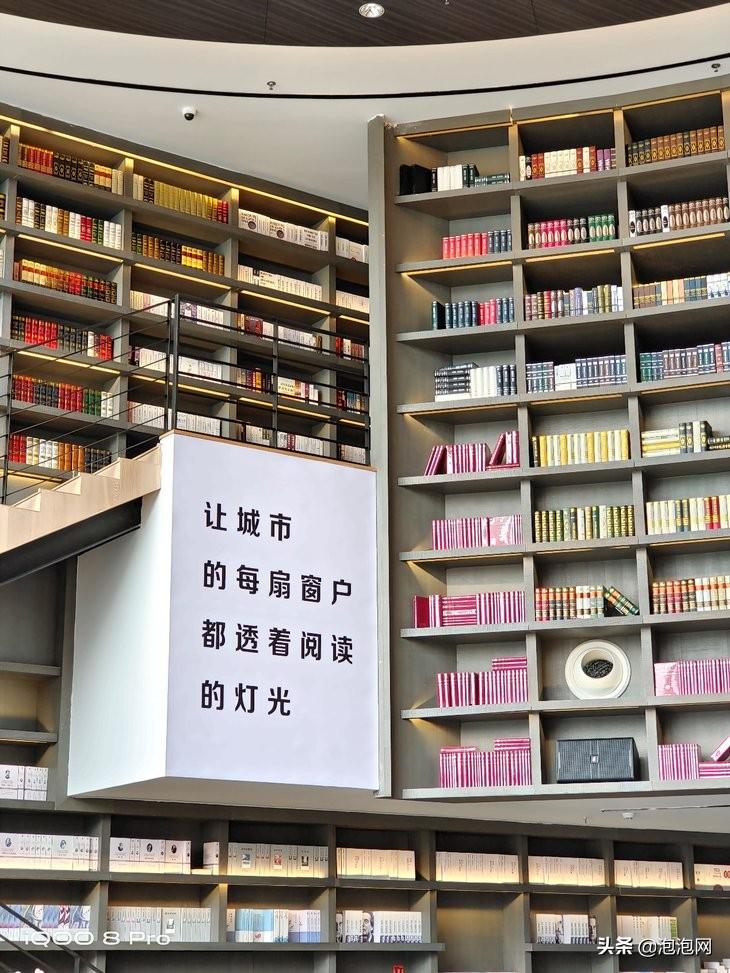 让城市
的每扇窗户
都透着阅读
的灯光
iQOO 8 Pro
头条 @泡泡网